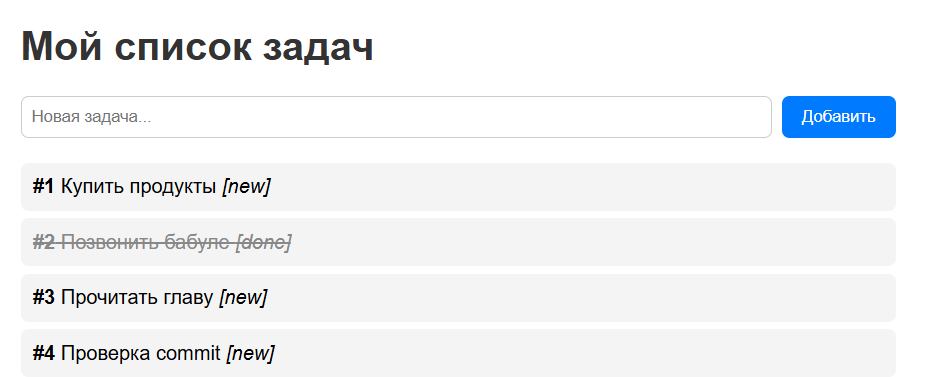 Мой список задач
Новая задача...
Добавить
#1 Купить продукты [new]
#2 Позвонить бабуле [done]
#3 Прочитать главу [new]
#4 Проверка commit [new]